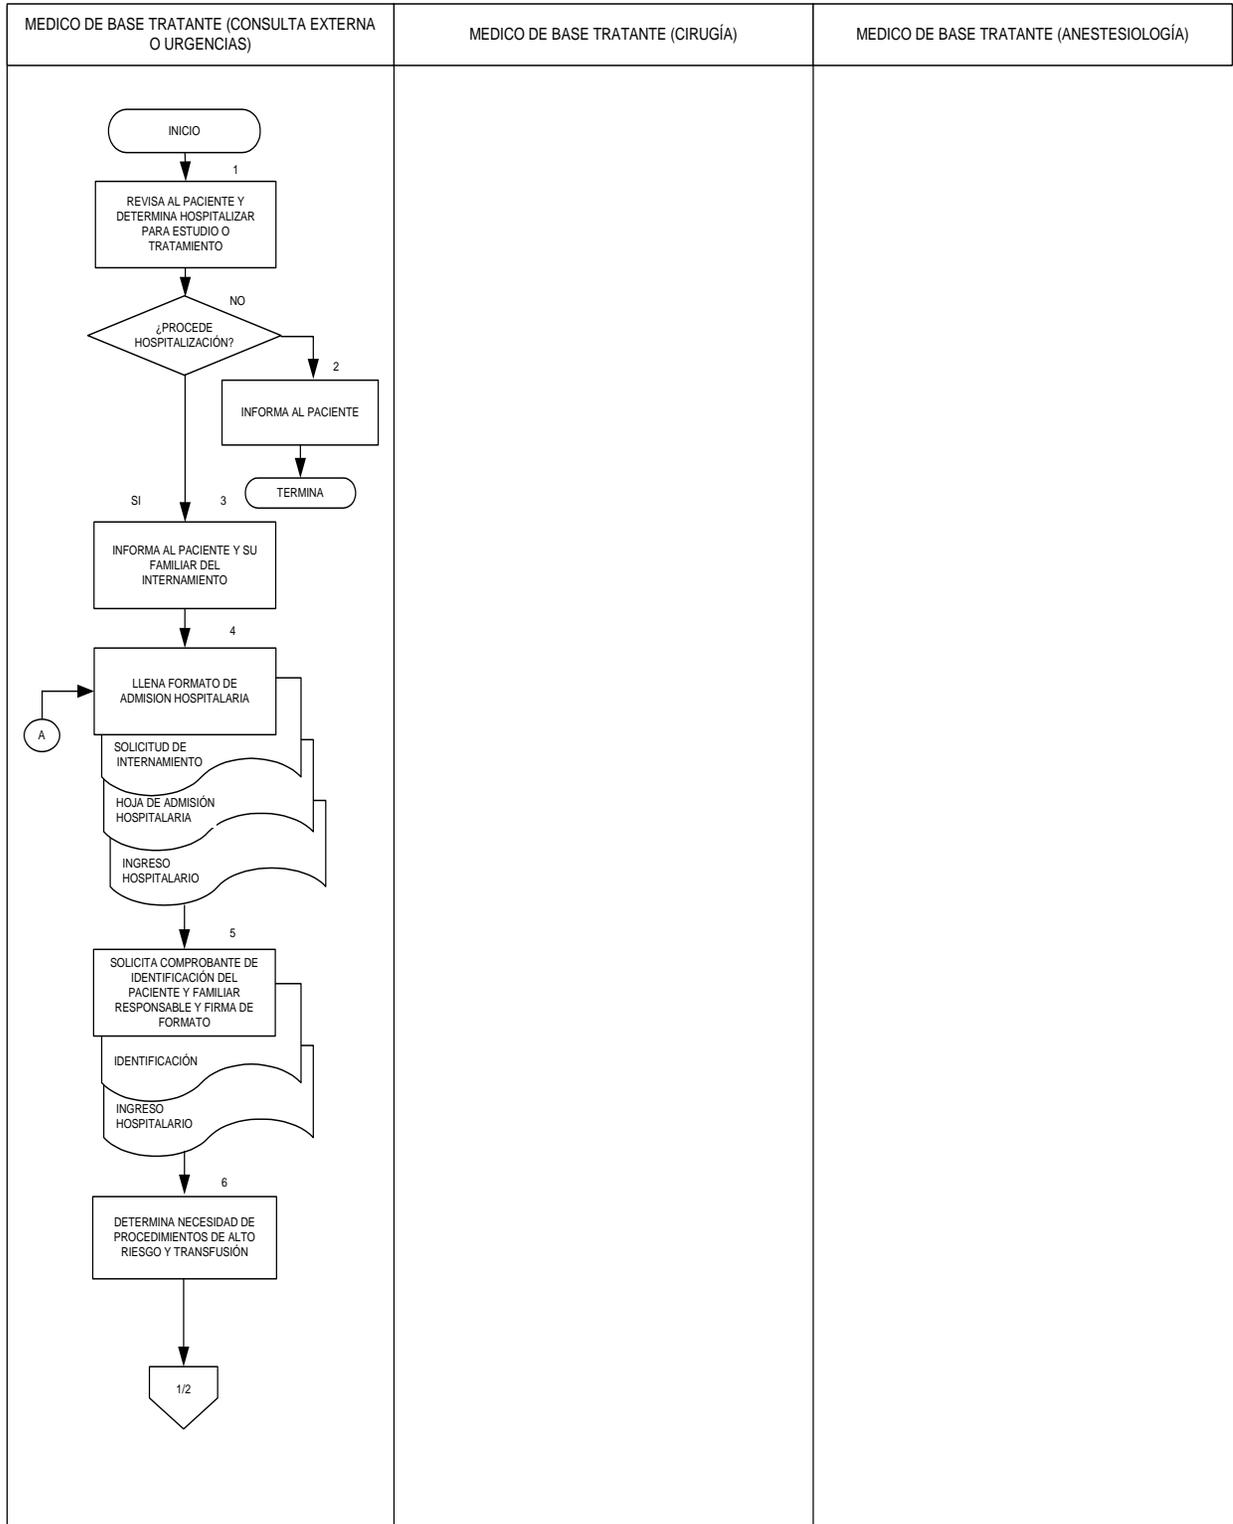 MEDICO DE BASE TRATANTE (CONSULTA EXTERNA
O URGENCIAS)
MEDICO DE BASE TRATANTE (CIRUGÍA)
MEDICO DE BASE TRATANTE (ANESTESIOLOGÍA)
INICIO
1
REVISA AL PACIENTE Y
DETERMINA HOSPITALIZAR
PARA ESTUDIO O
TRATAMIENTO
NO
¿PROCEDE
HOSPITALIZACIÓN?
2
INFORMA AL PACIENTE
TERMINA
SI
3
INFORMA AL PACIENTE Y SU
FAMILIAR DEL
INTERNAMIENTO
4
LLENA FORMATO DE
ADMISION HOSPITALARIA
A
SOLICITUD DE
INTERNAMIENTO
HOJA DE ADMISIÓN
HOSPITALARIA
INGRESO
HOSPITALARIO
5
SOLICITA COMPROBANTE DE
IDENTIFICACIÓN DEL
PACIENTE Y FAMILIAR
RESPONSABLE Y FIRMA DE
FORMATO
IDENTIFICACIÓN
INGRESO
HOSPITALARIO
6
DETERMINA NECESIDAD DE
PROCEDIMIENTOS DE ALTO
RIESGO Y TRANSFUSIÓN
1/2